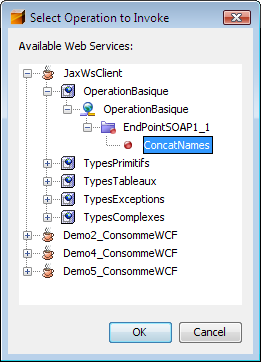 Select Operation to Invoke
Available Web Services:
JaxWsClient
OperationBasique
OperationBasique
EndPointSOAP1_1
ConcatNames
TypesPrimitifs
TypesTableaux
TypesExceptions
TypesComplexes
Demo2_ConsommeWCF
Demo4_ConsommeWCF
Demo5_ConsommeWCF
OK Cancel